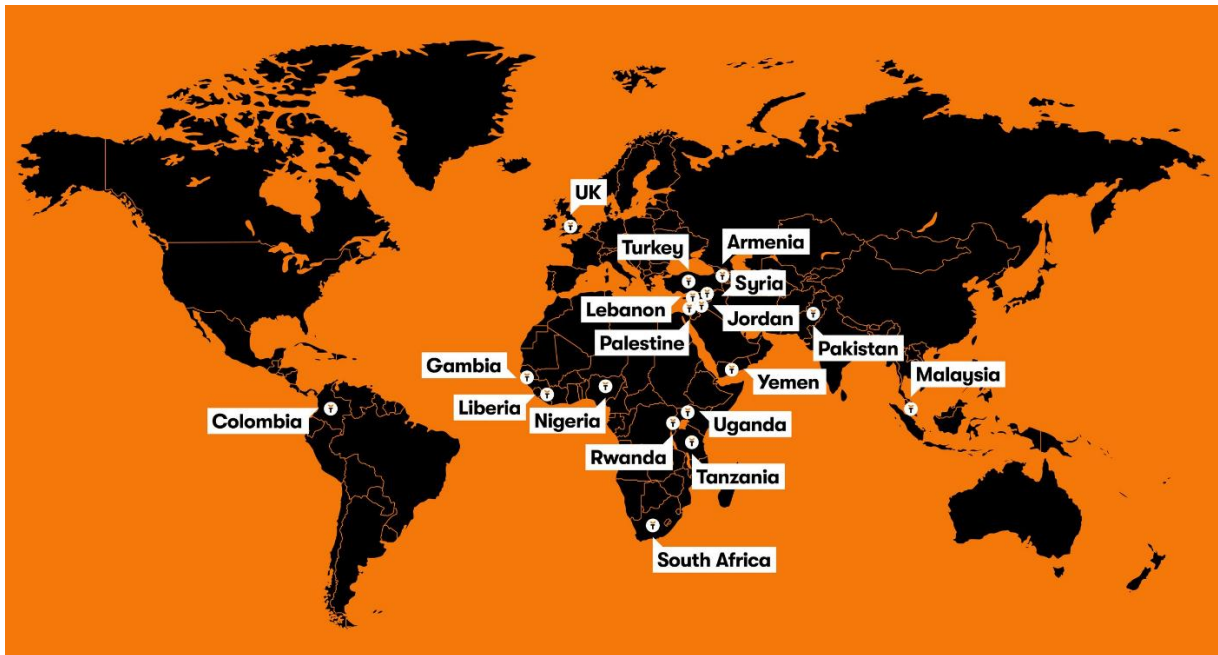 UK
Turkey
Armenia
Syria
Lebanon
Jordan
Palestine
Pakistan
Gambia
Yemen
Malaysia
Liberia
Colombia
Nigeria
Uganda
Rwanda
Tanzania
South Africa